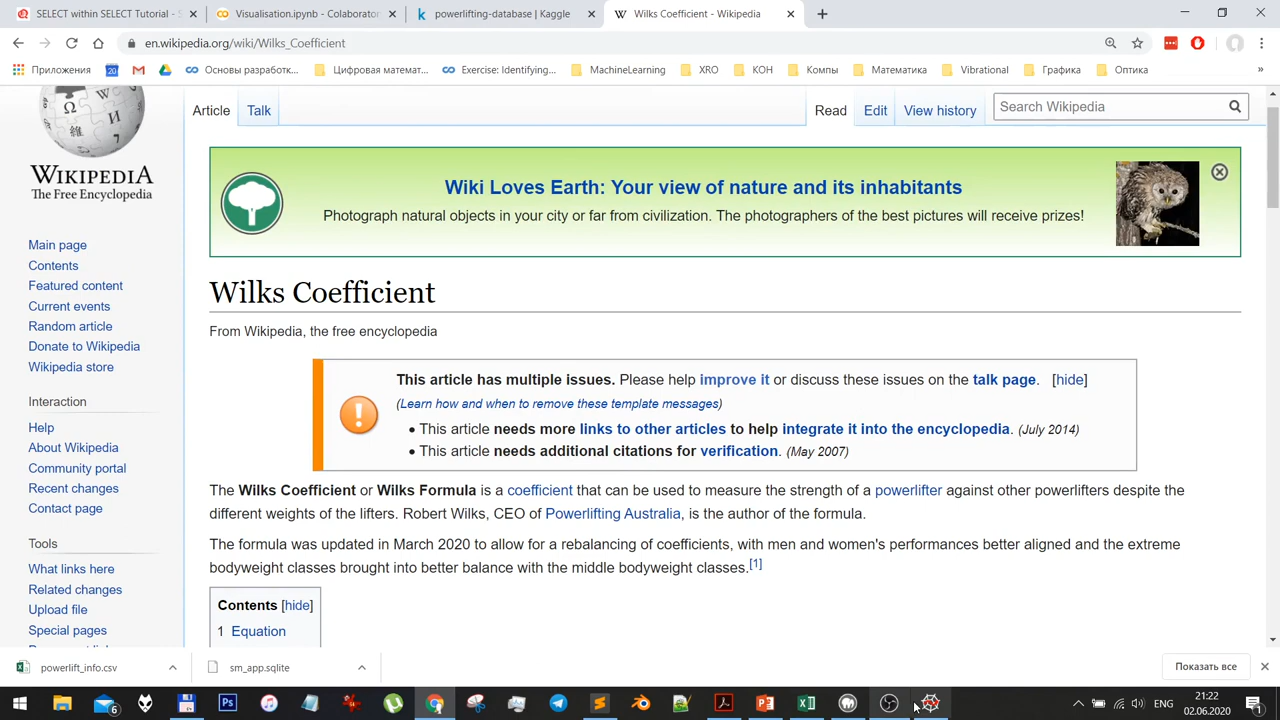 SELECT within SELECT Tutorial - S
Visualisation.ipynb - Colaborator
powerlifting-database | Kaggle
Wilks Coefficient - Wikipedia
en.wikipedia.org/wiki/Wilks_Coefficient
Приложения
20
Основы разработк...
Цифровая математ...
Exercise: Identifying,...
MachineLearning
XRO
КОН
Компы
Математика
Vibrational
Графика
Оптика
»
Article
Talk
Read
Edit
View history
Search Wikipedia
WIKIPEDIA
The Free Encyclopedia
Wiki Loves Earth: Your view of nature and its inhabitants
Photograph natural objects in your city or far from civilization. The photographers of the best pictures will receive prizes!
Main page
Contents
Featured content
Current events
Random article
Donate to Wikipedia
Wikipedia store
Interaction
Help
About Wikipedia
Community portal
Recent changes
Contact page
Tools
What links here
Related changes
Upload file
Special pages
Wilks Coefficient
From Wikipedia, the free encyclopedia
This article has multiple issues. Please help improve it or discuss these issues on the talk page. [hide]
(Learn how and when to remove these template messages)
• This article needs more links to other articles to help integrate it into the encyclopedia. (July 2014)
• This article needs additional citations for verification. (May 2007)
The Wilks Coefficient or Wilks Formula is a coefficient that can be used to measure the strength of a powerlifter against other powerlifters despite the
different weights of the lifters. Robert Wilks, CEO of Powerlifting Australia, is the author of the formula.
The formula was updated in March 2020 to allow for a rebalancing of coefficients, with men and women's performances better aligned and the extreme
bodyweight classes brought into better balance with the middle bodyweight classes.[1]
Contents [hide]
1 Equation
powerlift_info.csv
sm_app.sqlite
Показать все
6
Ps
ENG
21:22
02.06.2020
1